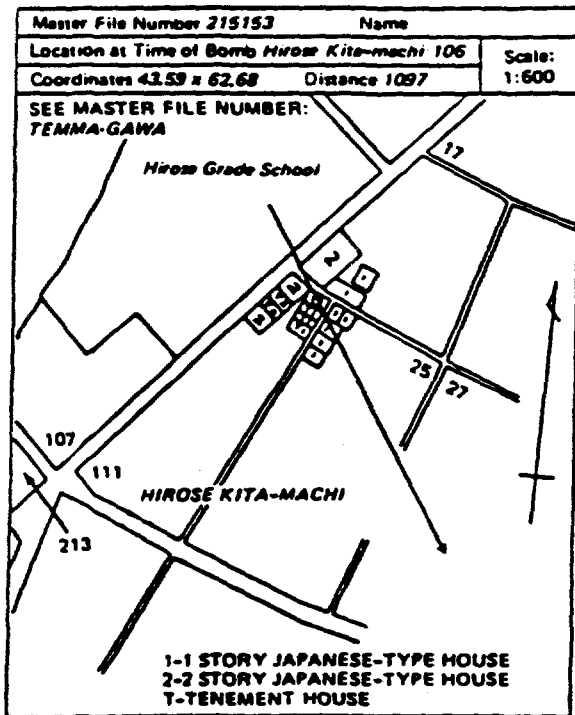 Master File Number 215153 Name
Location at Time of Bomb Hirose Kita-machi 106
Scale:
1:600
Coordinates 43.59 x 62.68 Distance 1097
SEE MASTER FILE NUMBER:
TEMMA-GAWA
17
Hirose Grade School
2
25
27
107
111
HIROSE KITA-MACHI
213
1-1 STORY JAPANESE-TYPE HOUSE
2-2 STORY JAPANESE-TYPE HOUSE
T-TENEMENT HOUSE